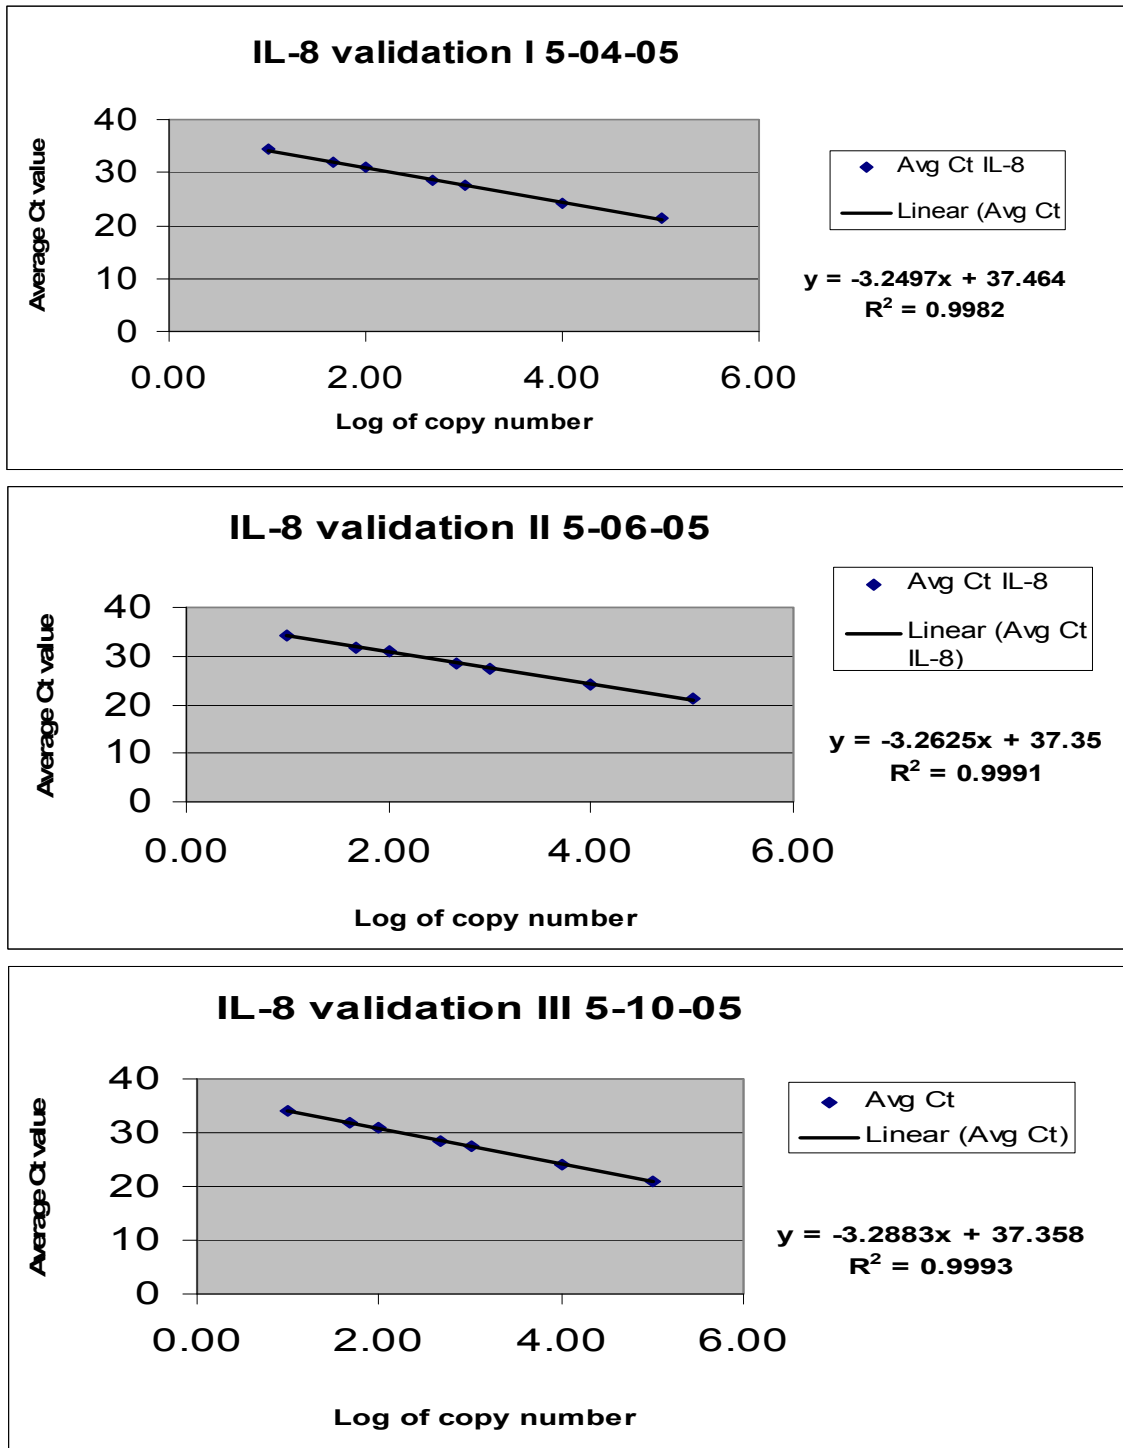 IL-8 validation I 5-04-05
40
30
20
10
0
0.00 2.00 4.00 6.00
Average Ct value
Log of copy number
Avg Ct IL-8
Linear (Avg Ct
y = -3.2497x + 37.464
R² = 0.9982
IL-8 validation II 5-06-05
40
30
20
10
0
0.00 2.00 4.00 6.00
Average Ct value
Log of copy number
Avg Ct IL-8
Linear (Avg Ct
IL-8)
y = -3.2625x + 37.35
R² = 0.9991
IL-8 validation III 5-10-05
40
30
20
10
0
0.00 2.00 4.00 6.00
Average Ct value
Log of copy number
Avg Ct
Linear (Avg Ct)
y = -3.2883x + 37.358
R² = 0.9993